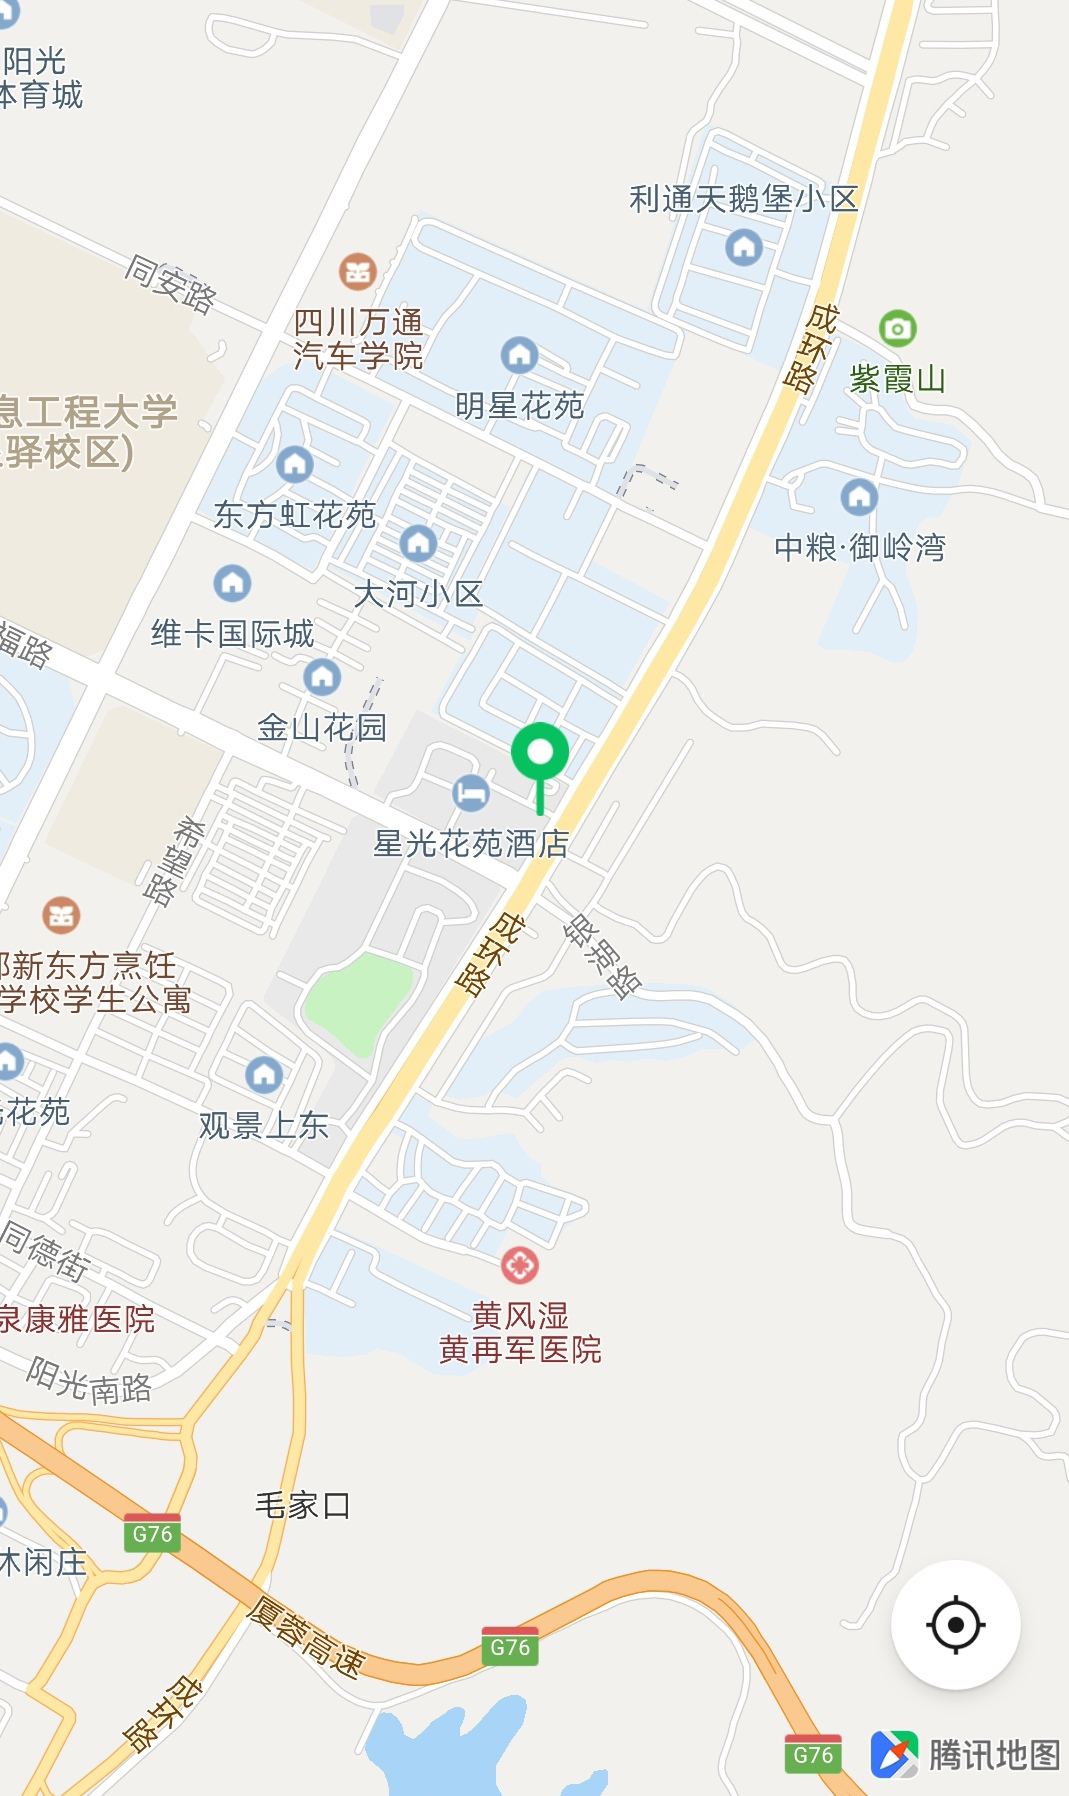 阳光
体育城
利通天鹅堡小区
同安路
四川万通
汽车学院
成环路
紫霞山
明星花苑
息工程大学
驿校区)
东方虹花苑
中粮·御岭湾
大河小区
维卡国际城
福路
金山花园
星光花苑酒店
希望路
成环路
银湖路
新东方烹饪
学校学生公寓
花苑
观景上东
同德街
泉康雅医院
黄风湿
黄再军医院
阳光南路
毛家口
G76
休闲庄
厦蓉高速
G76
成环路
G76
腾讯地图